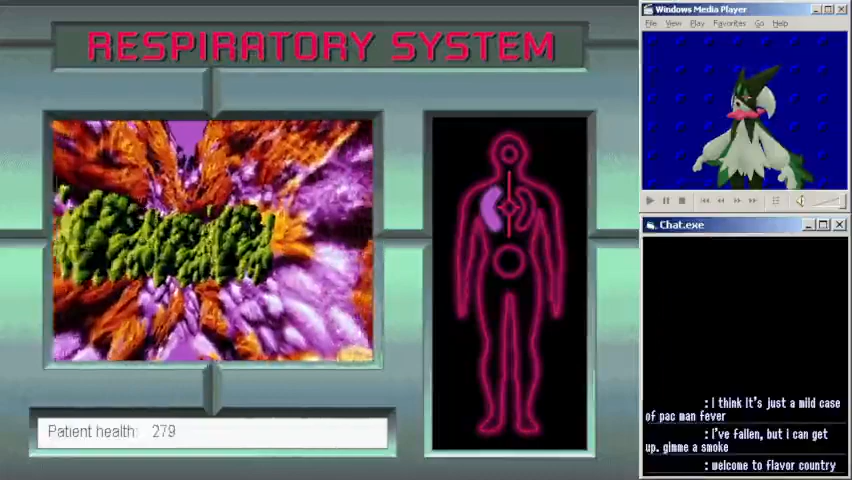 RESPIRATORY SYSTEM
Patient health: 279
Windows Media Player
File View Play Favorites Go Help
Chat.exe
: I think It's just a mild case
of pac man fever
: I've fallen, but i can get
up. gimme a smoke
: welcome to flavor country